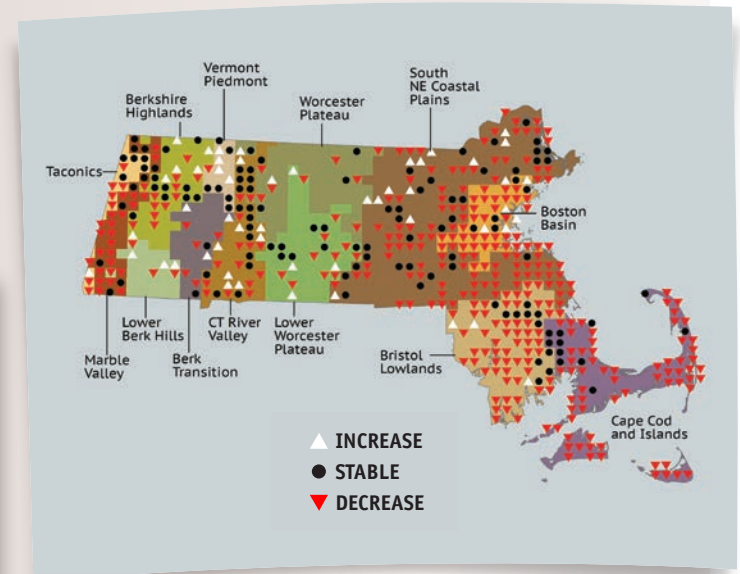 Vermont
Piedmont
South
NE Coastal
Plains
Berkshire
Highlands
Worcester
Plateau
Taconics
Boston
Basin
Lower
Berk Hills
CT River
Valley
Lower
Worcester
Plateau
Marble
Valley
Berk
Transition
Bristol
Lowlands
Cape Cod
and Islands
INCREASE
STABLE
DECREASE